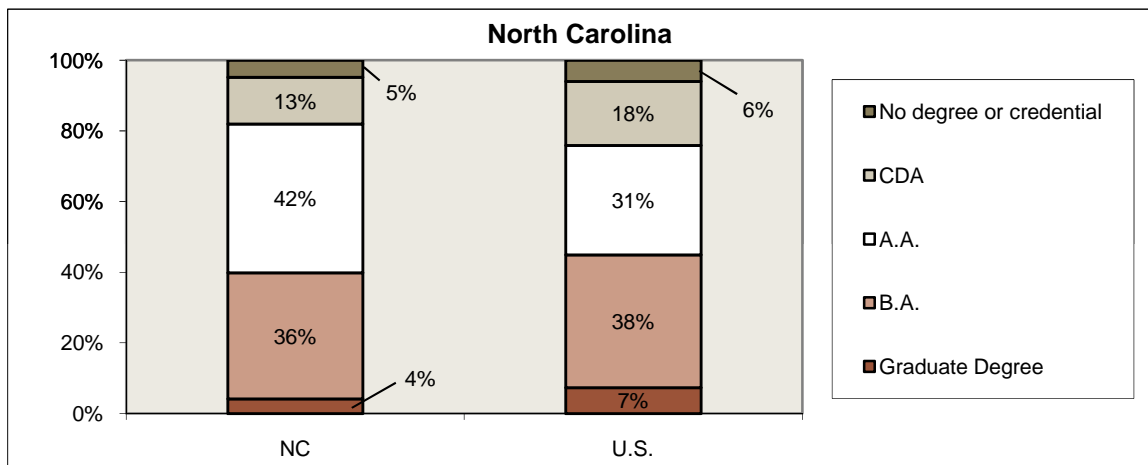 North Carolina
100%
80%
60%
40%
20%
0%
5%
13%
42%
36%
4%
6%
18%
31%
38%
7%
NC
U.S.
No degree or credential
CDA
A.A.
B.A.
Graduate Degree